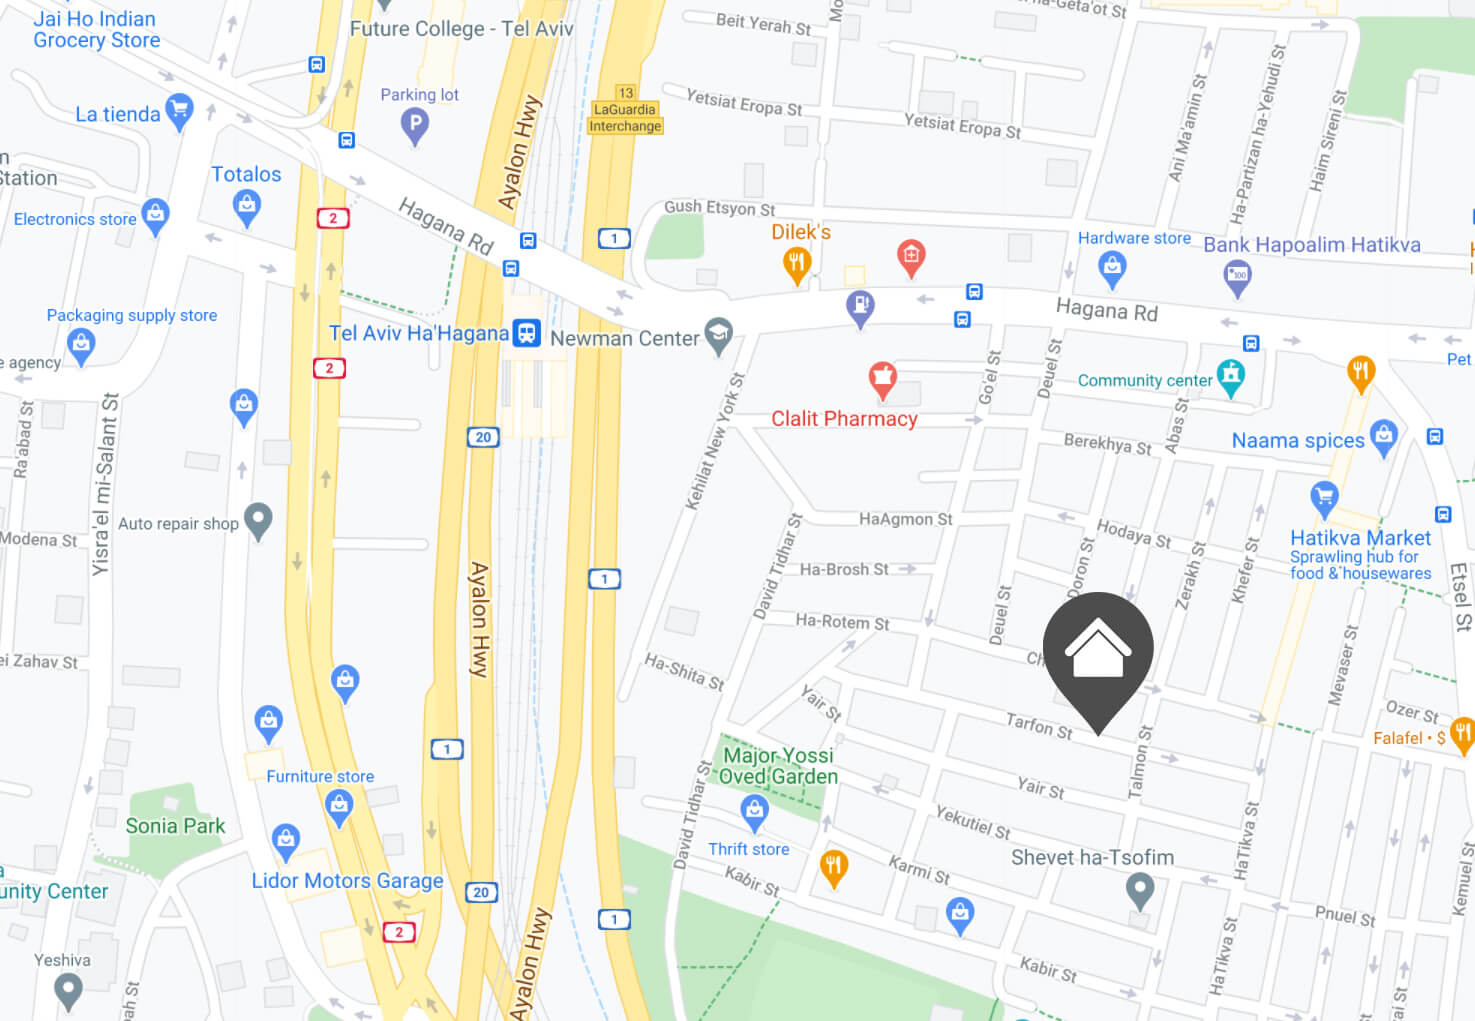 Jai Ho Indian
Grocery Store
Future College - Tel Aviv
Beit Yerah St
ha-Geta'ot St
Mo
La tienda
Parking lot
P
13
LaGuardia
Interchange
Ayalon Hwy
Yetsiat Eropa St
Yetsiat Eropa St
Ani Ma'amin St
Ha-Partizan ha-Yehudi St
Haim Sireni St
Station
Totalos
Electronics store
2
Hagana Rd
1
Gush Etsyon St
Dilek's
Hardware store
Bank Hapoalim Hatikva
100
Hagana Rd
Packaging supply store
Tel Aviv Ha'Hagana
Newman Center
e agency
2
Pet
Go'el St
Deuel St
Community center
Clalit Pharmacy
Kehilat New York St
Abas St
Berekhya St
Naama spices
Ra'abad St
Yisra'el mi-Salant St
20
Auto repair shop
Modena St
HaAgmon St
Hodaya St
Hatikva Market
Sprawling hub for
food & housewares
Ha-Brosh St
David Tidhar St
Doron St
Zerakh St
Khefer St
Etsel St
Ayalon Hwy
1
Deuel St
Ha-Rotem St
ei Zahav St
Ha-Shita St
Ch
Mevaser St
Yair St
Tarfon St
Ozer St
Falafel • $
1
Major Yossi
Oved Garden
Talmon St
Furniture store
Yair St
David Tidhar St
Yekutiel St
Sonia Park
Thrift store
HaTikva St
Shevet ha-Tsofim
Karmi St
Kabir St
Lidor Motors Garage
20
unity Center
Kemuel St
Pnuel St
1
2
Ayalon Hwy
HaTikva St
Yeshiva
Kabir St
bah St
ai St